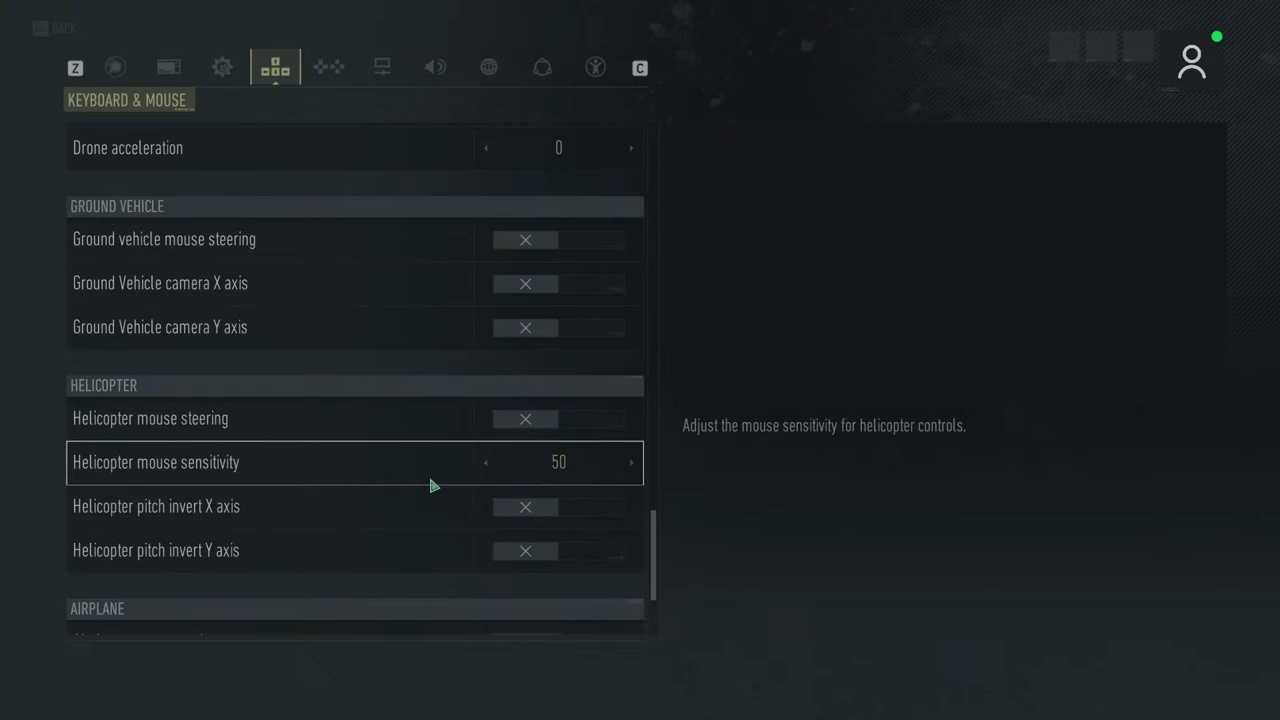 BACK
Z
C
KEYBOARD & MOUSE
Drone acceleration 0
GROUND VEHICLE
Ground vehicle mouse steering
Ground Vehicle camera X axis
Ground Vehicle camera Y axis
HELICOPTER
Helicopter mouse steering
Helicopter mouse sensitivity 50
Adjust the mouse sensitivity for helicopter controls.
Helicopter pitch invert X axis
Helicopter pitch invert Y axis
AIRPLANE